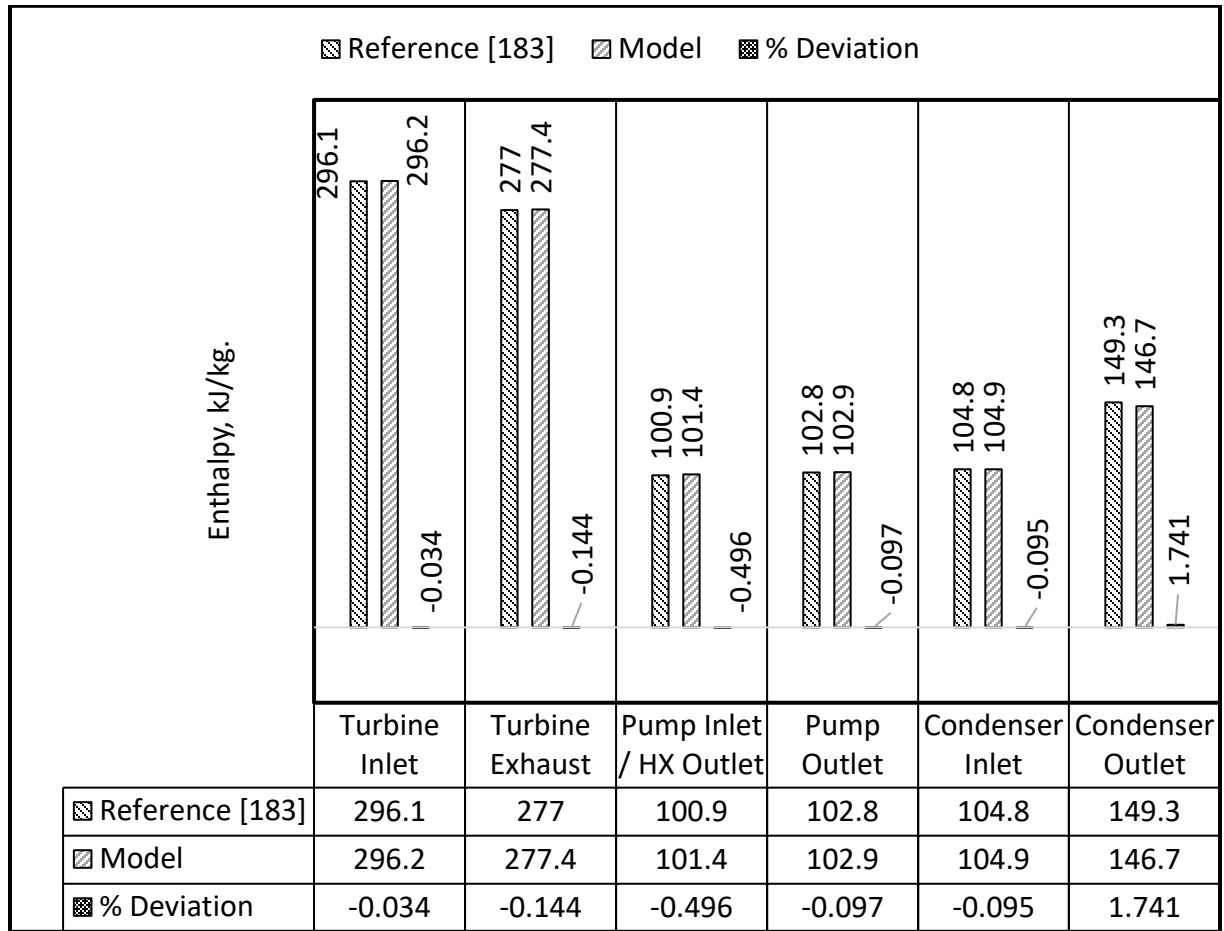 Reference [183] Model % Deviation
Enthalpy, kJ/kg.
296.1 296.2 -0.034
277 277.4 -0.144
100.9 101.4 -0.496
102.8 102.9 -0.097
104.8 104.9 -0.095
149.3 146.7 1.741
Turbine Turbine Pump Inlet Pump Condenser Condenser
Inlet Exhaust / HX Outlet Outlet Inlet Outlet
Reference [183] 296.1 277 100.9 102.8 104.8 149.3
Model 296.2 277.4 101.4 102.9 104.9 146.7
% Deviation -0.034 -0.144 -0.496 -0.097 -0.095 1.741